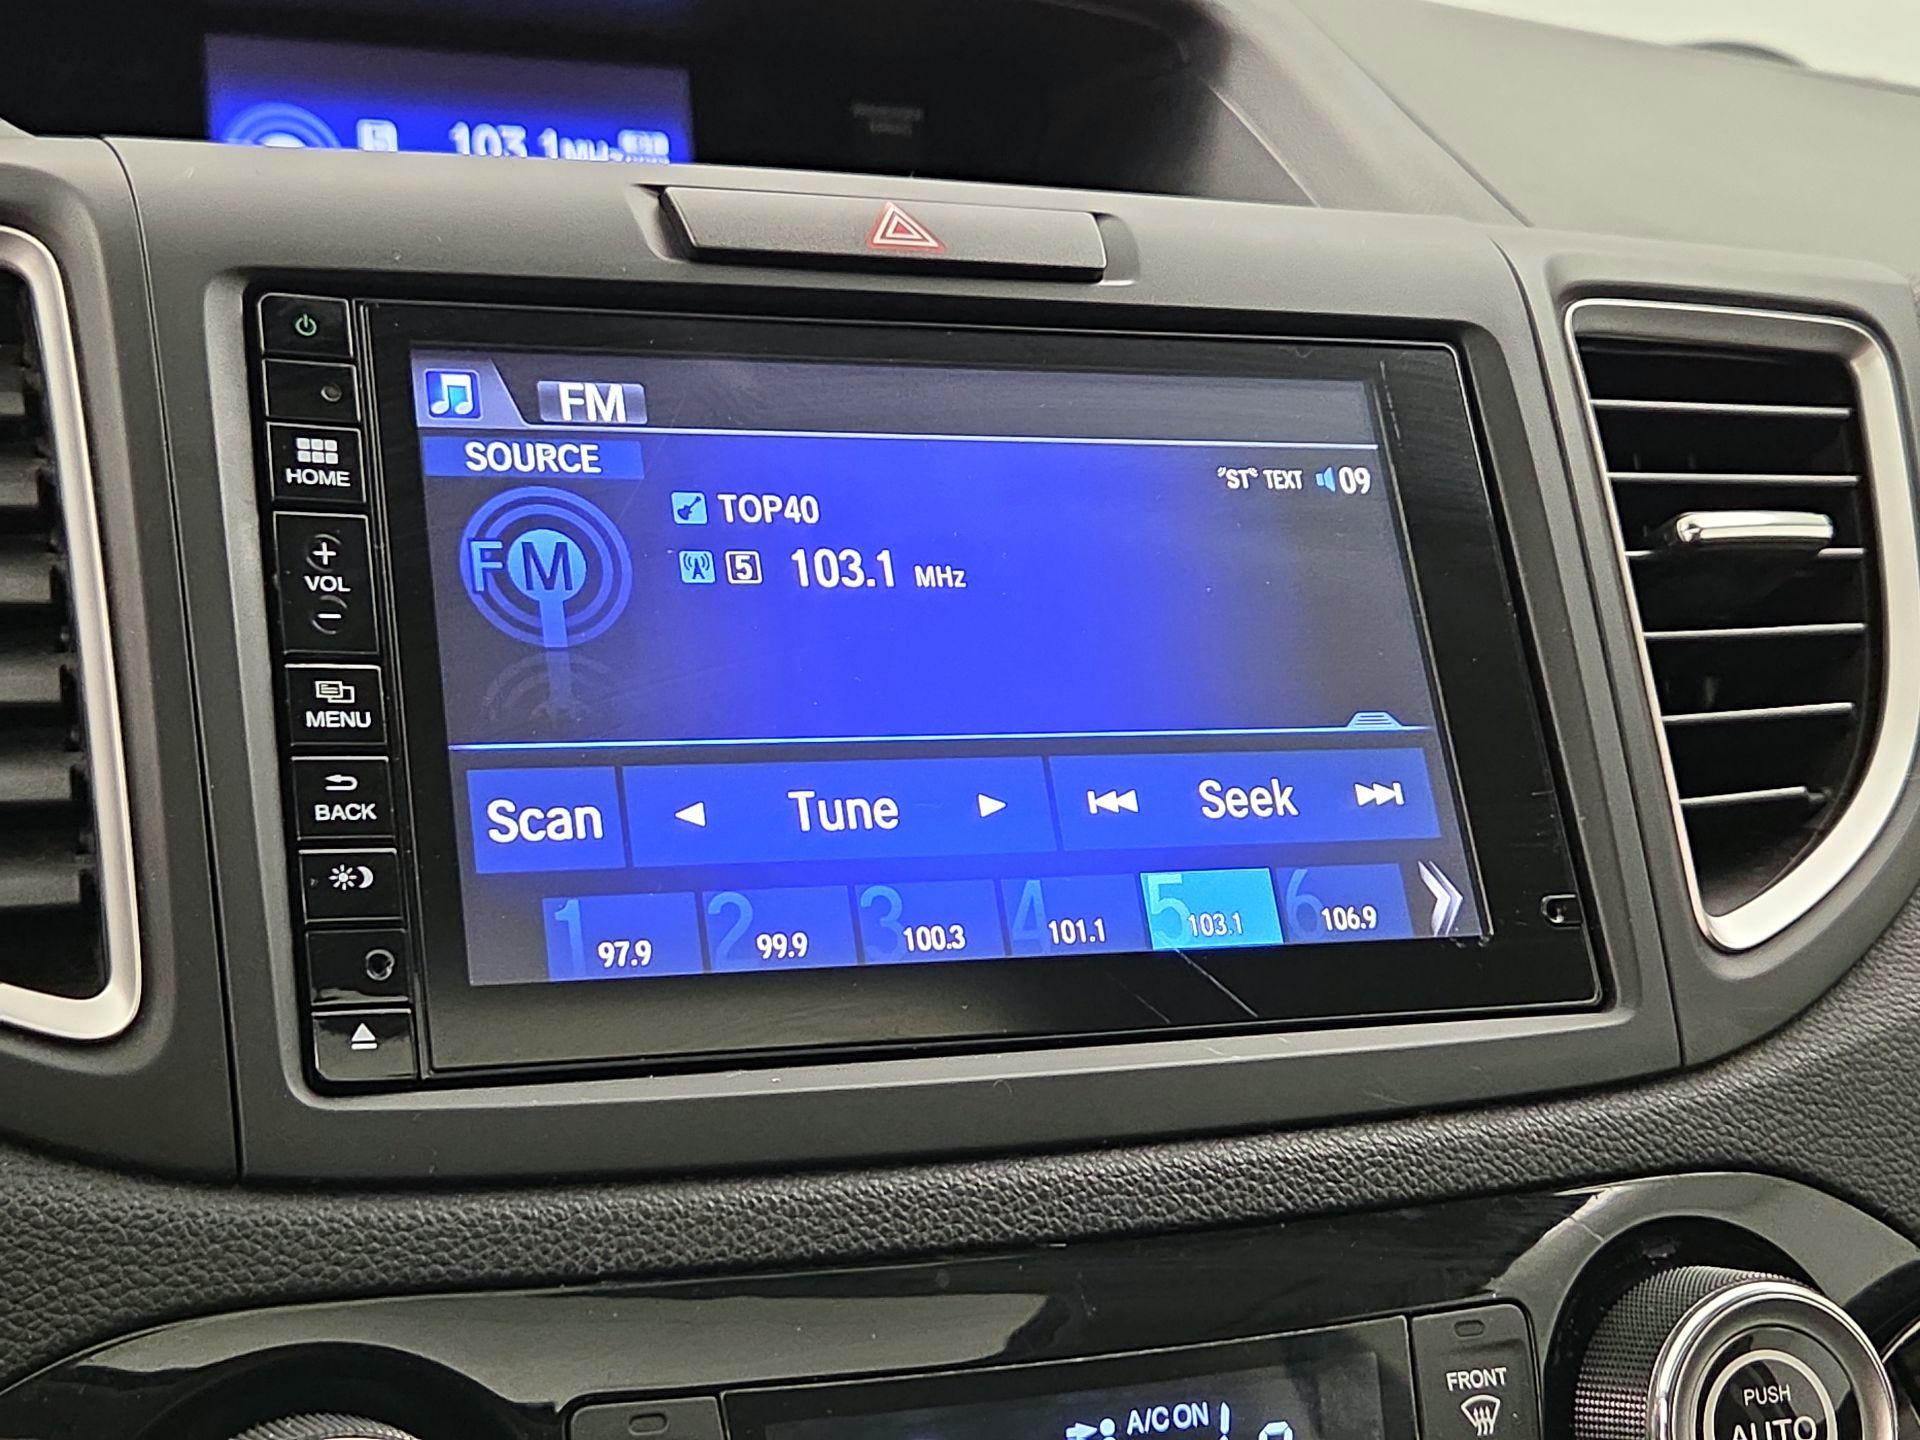 5 103.1MHz
FM
SOURCE
"ST" TEXT 09
TOP40
FM
5 103.1 MHz
HOME
+
VOL
−
MENU
BACK
Scan Tune Seek
1 97.9 2 99.9 3 100.3 4 101.1 5 103.1 6 106.9
A/C ON
FRONT
PUSH
AUTO